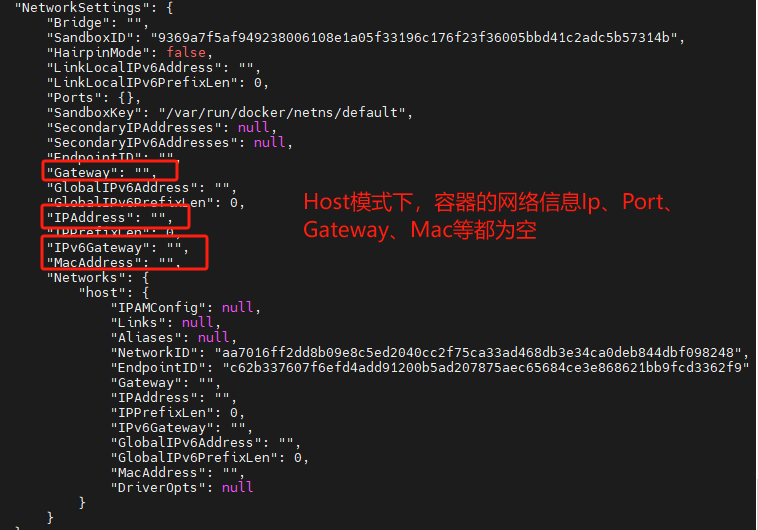 "NetworkSettings": {
"Bridge": "",
"SandboxID": "9369a7f5af949238006108e1a05f33196c176f23f36005bbd41c2adc5b57314b",
"HairpinMode": false,
"LinkLocalIPv6Address": "",
"LinkLocalIPv6PrefixLen": 0,
"Ports": {},
"SandboxKey": "/var/run/docker/netns/default",
"SecondaryIPAddresses": null,
"SecondaryIPv6Addresses": null,
"EndpointID": "",
"Gateway": "",
"GlobalIPv6Address": "",
"GlobalIPv6PrefixLen": 0,
"IPAddress": "",
"IPPrefixLen": 0,
"IPv6Gateway": "",
"MacAddress": "",
Host模式下，容器的网络信息Ip、Port、
Gateway、Mac等都为空
"Networks": {
"host": {
"IPAMConfig": null,
"Links": null,
"Aliases": null,
"NetworkID": "aa7016ff2dd8b09e8c5ed2040cc2f75ca33ad468db3e34ca0deb844dbf098248",
"EndpointID": "c62b337607f6efd4add91200b5ad207875aec65684ce3e868621bb9fcd3362f9"
"Gateway": "",
"IPAddress": "",
"IPPrefixLen": 0,
"IPv6Gateway": "",
"GlobalIPv6Address": "",
"GlobalIPv6PrefixLen": 0,
"MacAddress": "",
"DriverOpts": null
}
}